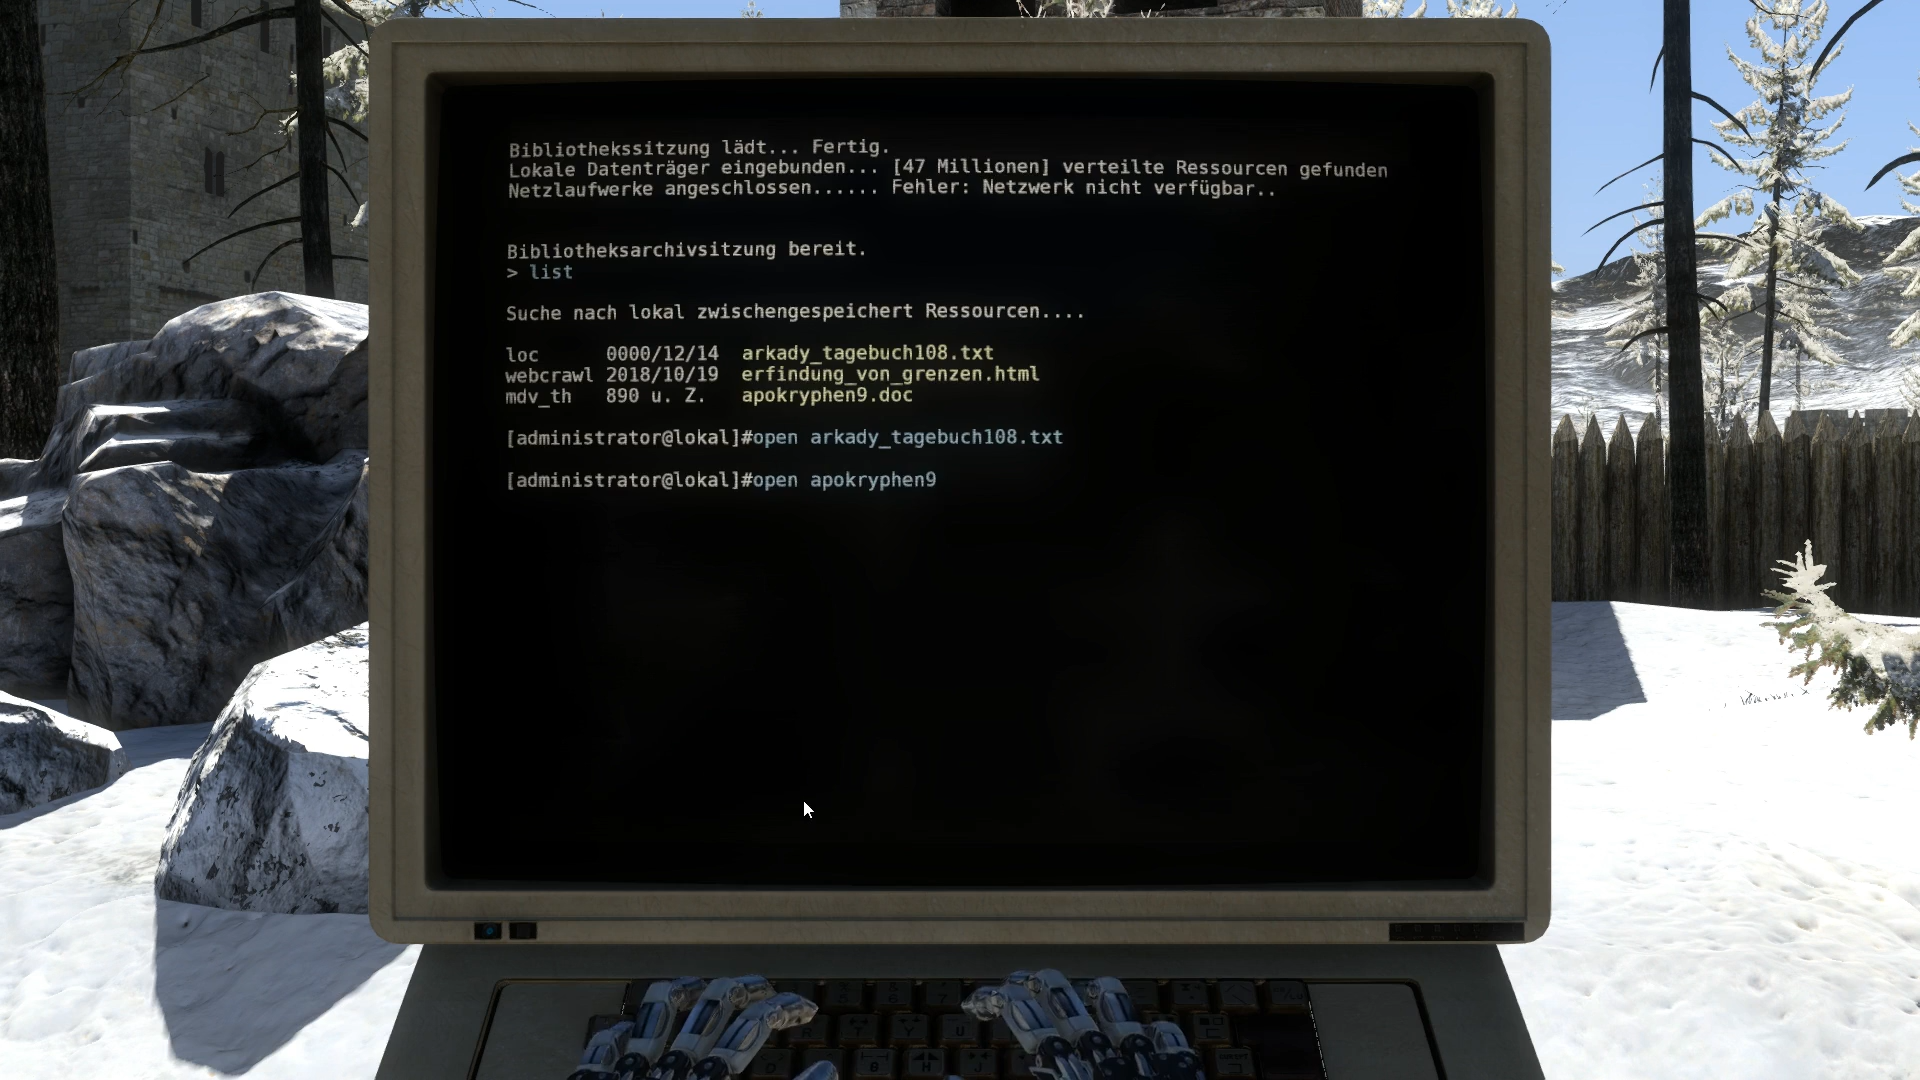 Bibliothekssitzung lädt... Fertig.
Lokale Datenträger eingebunden... [47 Millionen] verteilte Ressourcen gefunden
Netzlaufwerke angeschlossen...... Fehler: Netzwerk nicht verfügbar..
Bibliotheksarchivsitzung bereit.
> list
Suche nach lokal zwischengespeichert Ressourcen....
loc 0000/12/14 arkady_tagebuch108.txt
webcrawl 2018/10/19 erfindung_von_grenzen.html
mdv_th 890 u. Z. apokryphen9.doc
[administrator@lokal]#open arkady_tagebuch108.txt
[administrator@lokal]#open apokryphen9